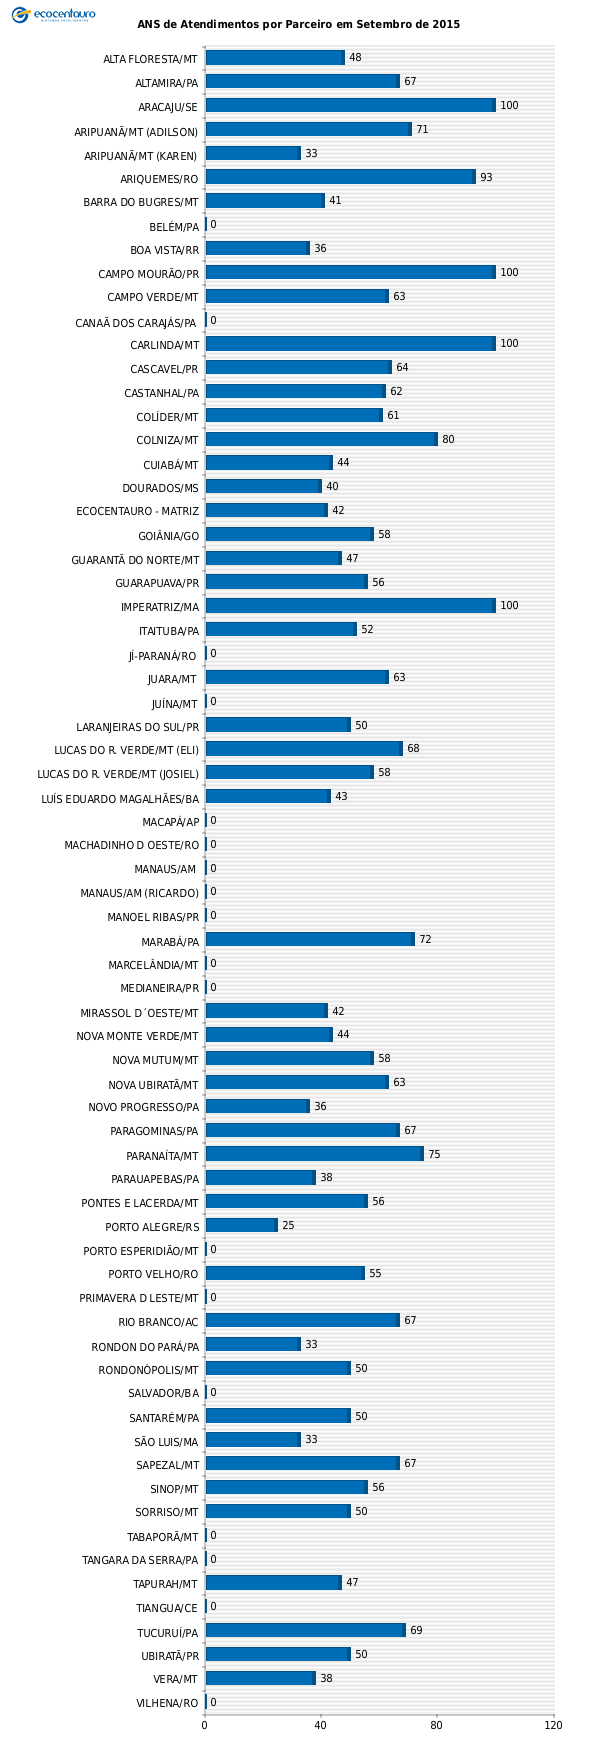 ecocentauro
ANS de Atendimentos por Parceiro em Setembro de 2015
ALTA FLORESTA/MT 48
ALTAMIRA/PA 67
ARACAJU/SE 100
ARIPUANÃ/MT (ADILSON) 71
ARIPUANÃ/MT (KAREN) 33
ARIQUEMES/RO 93
BARRA DO BUGRES/MT 41
BELÉM/PA 0
BOA VISTA/RR 36
CAMPO MOURÃO/PR 100
CAMPO VERDE/MT 63
CANAÃ DOS CARAJÁS/PA 0
CARLINDA/MT 100
CASCAVEL/PR 64
CASTANHAL/PA 62
COLÍDER/MT 61
COLNIZA/MT 80
CUIABÁ/MT 44
DOURADOS/MS 40
ECOCENTAURO - MATRIZ 42
GOIÂNIA/GO 58
GUARANTÃ DO NORTE/MT 47
GUARAPUAVA/PR 56
IMPERATRIZ/MA 100
ITAITUBA/PA 52
JÍ-PARANÁ/RO 0
JUARA/MT 63
JUÍNA/MT 0
LARANJEIRAS DO SUL/PR 50
LUCAS DO R. VERDE/MT (ELI) 68
LUCAS DO R. VERDE/MT (JOSIEL) 58
LUÍS EDUARDO MAGALHÃES/BA 43
MACAPÁ/AP 0
MACHADINHO D OESTE/RO 0
MANAUS/AM 0
MANAUS/AM (RICARDO) 0
MANOEL RIBAS/PR 0
MARABÁ/PA 72
MARCELÂNDIA/MT 0
MEDIANEIRA/PR 0
MIRASSOL D´OESTE/MT 42
NOVA MONTE VERDE/MT 44
NOVA MUTUM/MT 58
NOVA UBIRATÃ/MT 63
NOVO PROGRESSO/PA 36
PARAGOMINAS/PA 67
PARANAÍTA/MT 75
PARAUAPEBAS/PA 38
PONTES E LACERDA/MT 56
PORTO ALEGRE/RS 25
PORTO ESPERIDIÃO/MT 0
PORTO VELHO/RO 55
PRIMAVERA D LESTE/MT 0
RIO BRANCO/AC 67
RONDON DO PARÁ/PA 33
RONDONÓPOLIS/MT 50
SALVADOR/BA 0
SANTARÉM/PA 50
SÃO LUIS/MA 33
SAPEZAL/MT 67
SINOP/MT 56
SORRISO/MT 50
TABAPORÃ/MT 0
TANGARA DA SERRA/PA 0
TAPURAH/MT 47
TIANGUA/CE 0
TUCURUÍ/PA 69
UBIRATÃ/PR 50
VERA/MT 38
VILHENA/RO 0
0 40 80 120